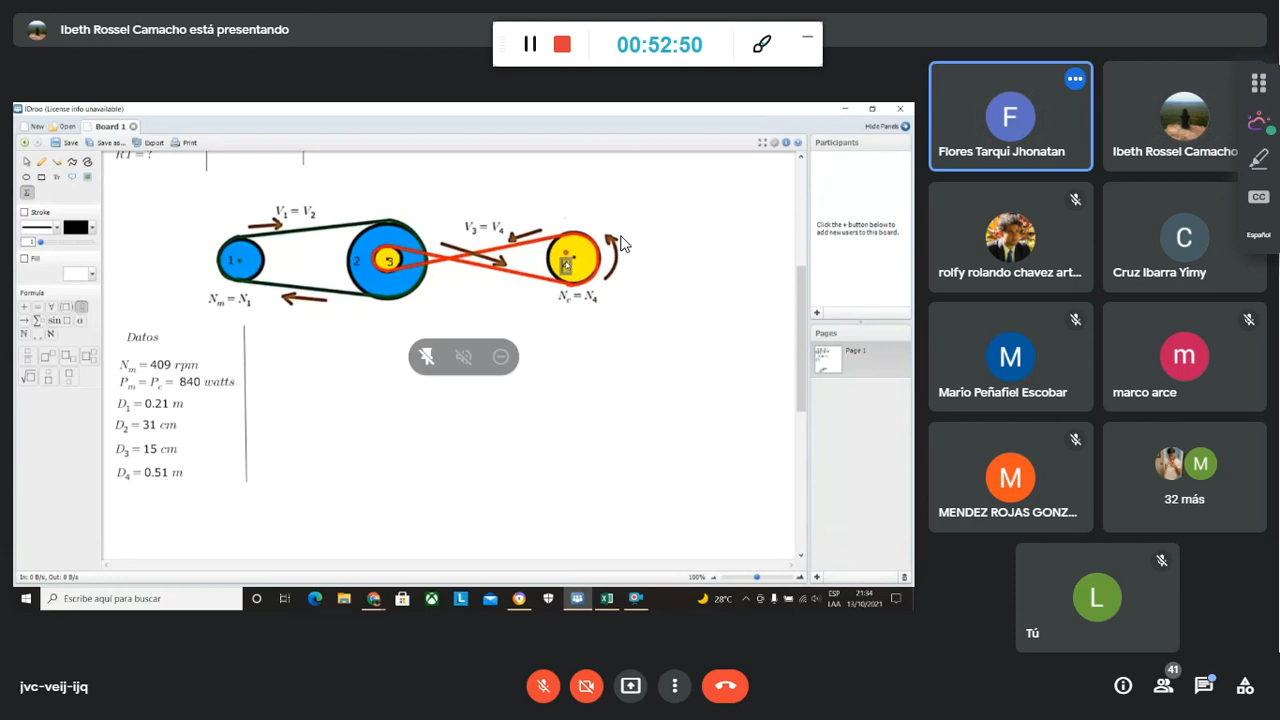 Ibeth Rossel Camacho está presentando
00:52:50
IDroo (License info unavailable)
New Open Board 1 Hide Panels
Save Save as... Export Print
Participants
Click the + button below to
add new users to this board.
Pages
Page 1
Stroke
1
Fill
Formula
RT = ?
V1 = V2
V3 = V4
1
2
3
Nm = N1
Nc = N4
Datos
Nm = 409 rpm
Pm = Pc = 840 watts
D1 = 0.21 m
D2 = 31 cm
D3 = 15 cm
D4 = 0.51 m
In: 0 B/s, Out: 0 B/s
100%
Escribe aquí para buscar
28°C
ESP
LAA
21:34
13/10/2021
F
Flores Tarqui Jhonatan
Ibeth Rossel Camacho
rolfy rolando chavez art...
C
Cruz Ibarra Yimy
M
Mario Peñafiel Escobar
m
marco arce
M
MENDEZ ROJAS GONZ...
M
32 más
L
Tú
CC
Español
jvc-veij-ijq
41